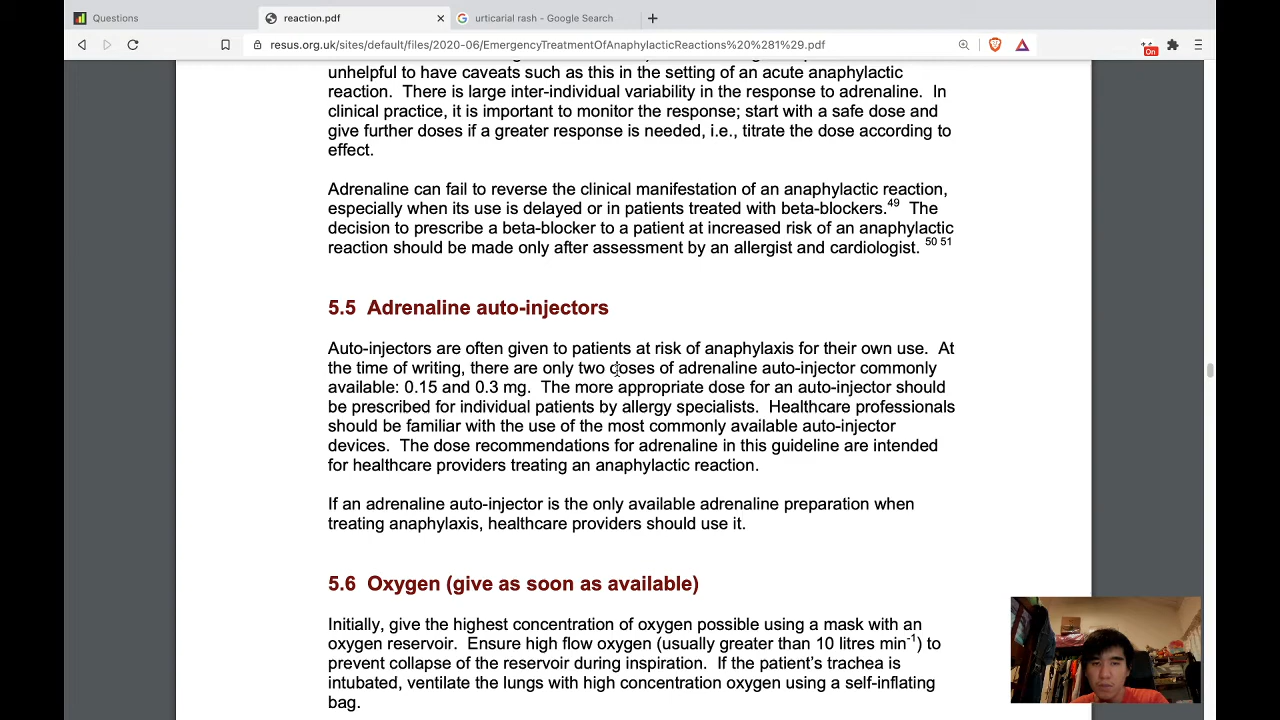 Questions
reaction.pdf
urticarial rash - Google Search
resus.org.uk/sites/default/files/2020-06/EmergencyTreatmentOfAnaphylacticReactions%20%281%29.pdf
On
unhelpful to have caveats such as this in the setting of an acute anaphylactic
reaction. There is large inter-individual variability in the response to adrenaline. In
clinical practice, it is important to monitor the response; start with a safe dose and
give further doses if a greater response is needed, i.e., titrate the dose according to
effect.
Adrenaline can fail to reverse the clinical manifestation of an anaphylactic reaction,
especially when its use is delayed or in patients treated with beta-blockers.49 The
decision to prescribe a beta-blocker to a patient at increased risk of an anaphylactic
reaction should be made only after assessment by an allergist and cardiologist. 50 51
5.5 Adrenaline auto-injectors
Auto-injectors are often given to patients at risk of anaphylaxis for their own use. At
the time of writing, there are only two doses of adrenaline auto-injector commonly
available: 0.15 and 0.3 mg. The more appropriate dose for an auto-injector should
be prescribed for individual patients by allergy specialists. Healthcare professionals
should be familiar with the use of the most commonly available auto-injector
devices. The dose recommendations for adrenaline in this guideline are intended
for healthcare providers treating an anaphylactic reaction.
If an adrenaline auto-injector is the only available adrenaline preparation when
treating anaphylaxis, healthcare providers should use it.
5.6 Oxygen (give as soon as available)
Initially, give the highest concentration of oxygen possible using a mask with an
oxygen reservoir. Ensure high flow oxygen (usually greater than 10 litres min-1) to
prevent collapse of the reservoir during inspiration. If the patient's trachea is
intubated, ventilate the lungs with high concentration oxygen using a self-inflating
bag.